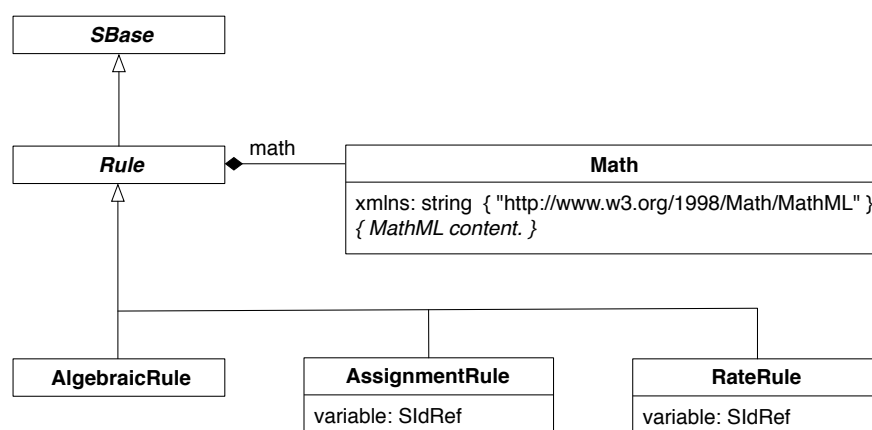 SBase
Rule
math
Math
xmlns: string { "http://www.w3.org/1998/Math/MathML" }
{ MathML content. }
AlgebraicRule
AssignmentRule
variable: SIdRef
RateRule
variable: SIdRef